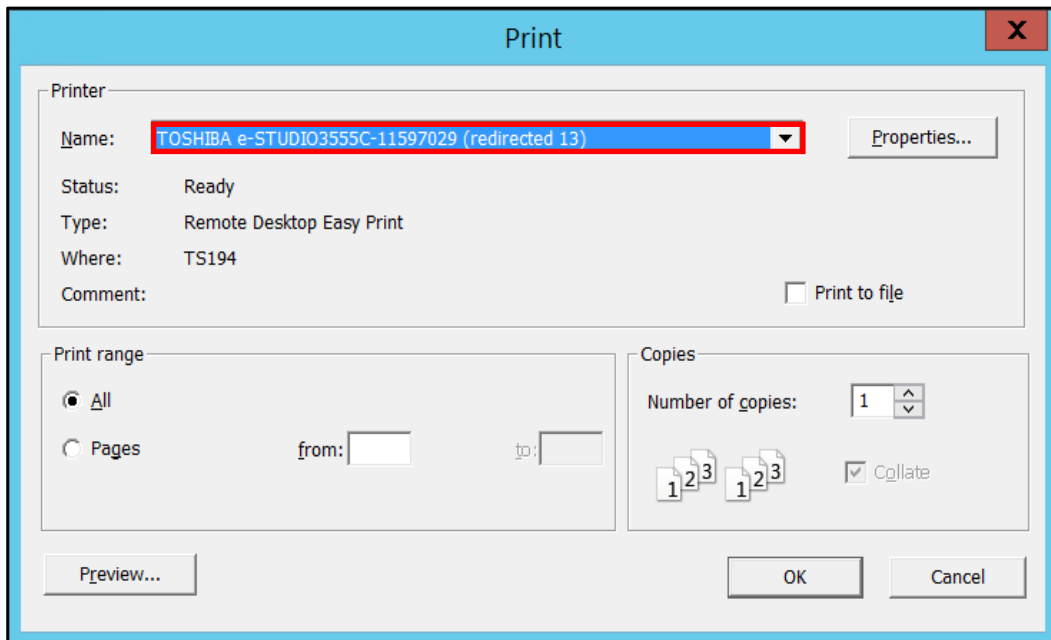 Print
X
Printer
Name: TOSHIBA e-STUDIO3555C-11597029 (redirected 13) Properties...
Status: Ready
Type: Remote Desktop Easy Print
Where: TS194
Comment: Print to file
Print range
All
Pages from: to:
Copies
Number of copies: 1
1 2 3 1 2 3 Collate
Preview... OK Cancel